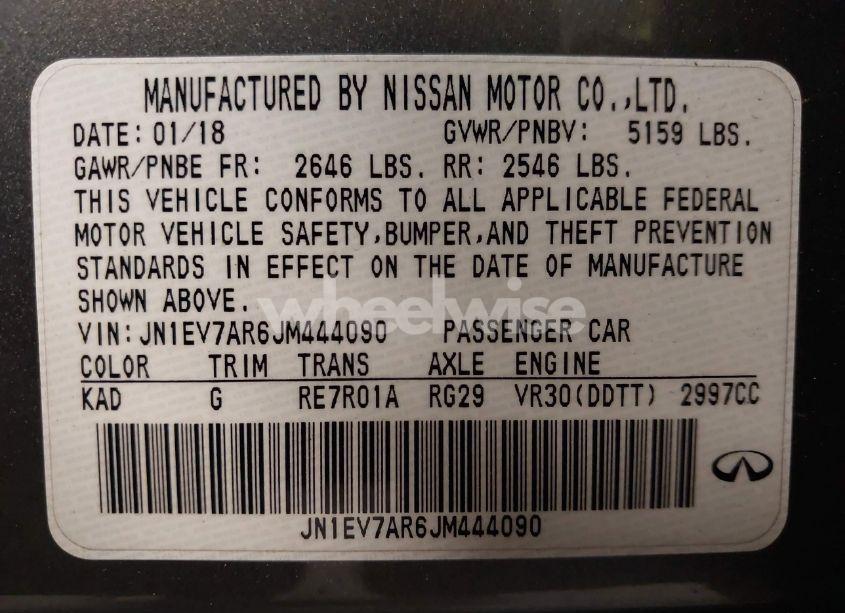 MANUFACTURED BY NISSAN MOTOR CO.,LTD.
DATE: 01/18 GVWR/PNBV: 5159 LBS.
GAWR/PNBE FR: 2646 LBS. RR: 2546 LBS.
THIS VEHICLE CONFORMS TO ALL APPLICABLE FEDERAL
MOTOR VEHICLE SAFETY,BUMPER,AND THEFT PREVENTION
STANDARDS IN EFFECT ON THE DATE OF MANUFACTURE
SHOWN ABOVE.
wheelwise
VIN: JN1EV7AR6JM444090 PASSENGER CAR
COLOR TRIM TRANS AXLE ENGINE
KAD G RE7R01A RG29 VR30(DDTT) 2997CC
JN1EV7AR6JM444090